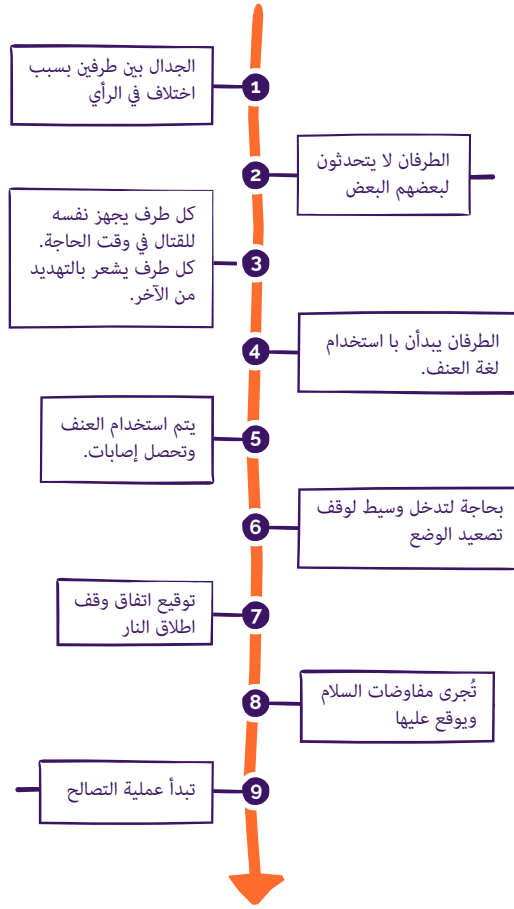 1
الجدال بين طرفين بسبب
اختلاف في الرأي
2
الطرفان لا يتحدثون
لبعضهم البعض
3
كل طرف يجهز نفسه
للقتال في وقت الحاجة.
كل طرف يشعر بالتهديد
من الآخر.
4
الطرفان يبدأن با استخدام
لغة العنف.
5
يتم استخدام العنف
وتحصل إصابات.
6
بحاجة لتدخل وسيط لوقف
تصعيد الوضع
7
توقيع اتفاق وقف
اطلاق النار
8
تُجرى مفاوضات السلام
ويوقع عليها
9
تبدأ عملية التصالح